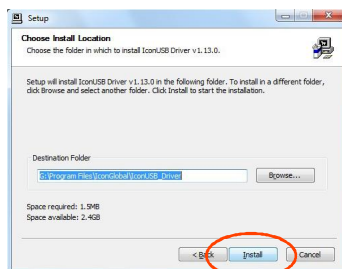 Setup
Choose Install Location
Choose the folder in which to install IconUSB Driver v1.13.0.
Setup will install IconUSB Driver v1.13.0 in the following folder. To install in a different folder,
click Browse and select another folder. Click Install to start the installation.
Destination Folder
G:\Program Files\IconGlobal\IconUSB_Driver
Browse...
Space required: 1.5MB
Space available: 2.4GB
< Back
Install
Cancel